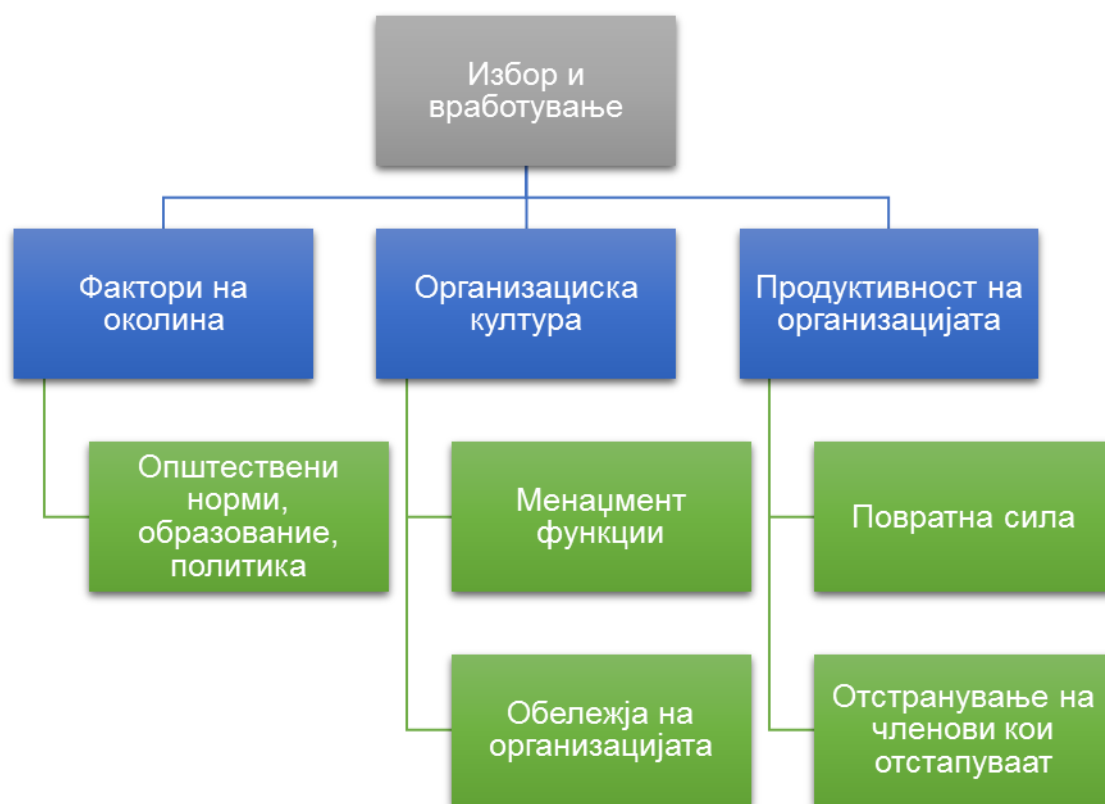 Избор и
вработување
Фактори на
околина
Организациска
култура
Продуктивност на
организацијата
Општествени
норми,
образование,
политика
Менаџмент
функции
Повратна сила
Обележја на
организацијата
Отстранување на
членови кои
отстапуваат